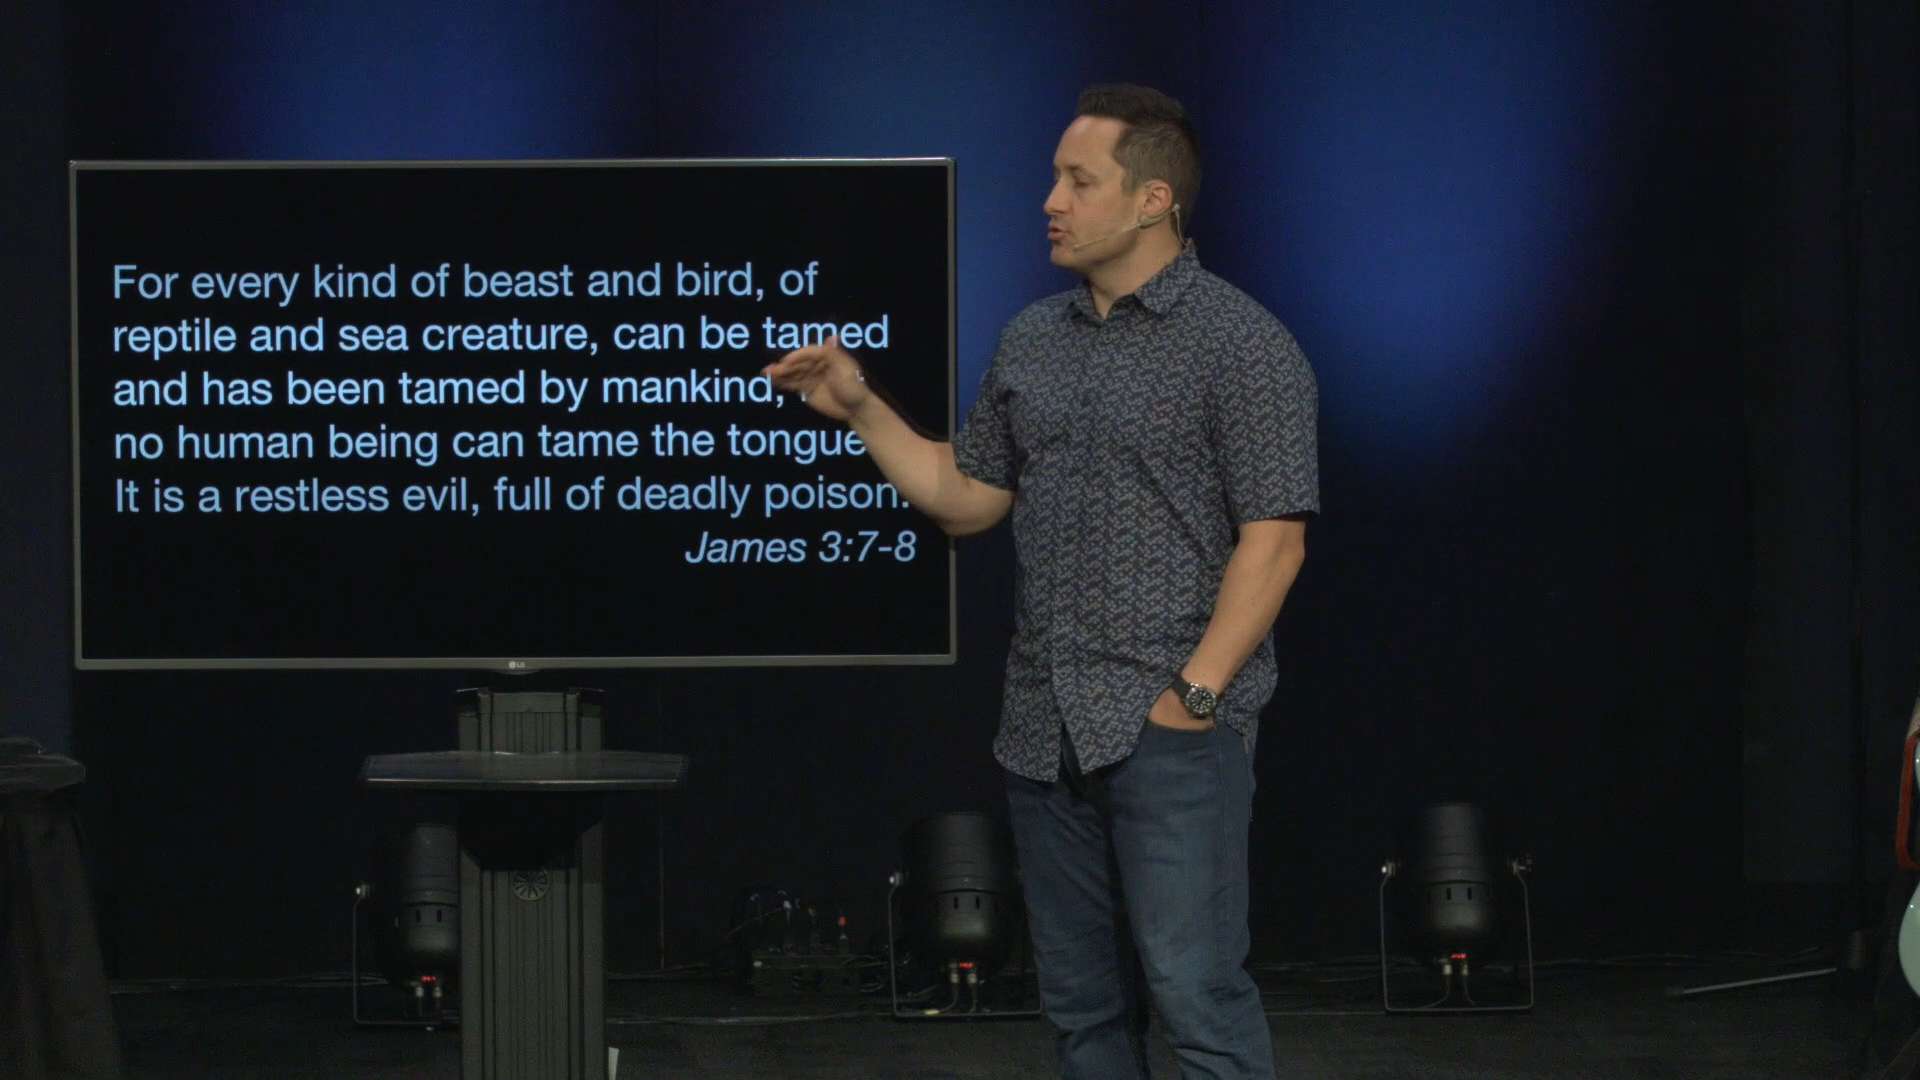 For every kind of beast and bird, of
reptile and sea creature, can be tamed
and has been tamed by mankind,
no human being can tame the tongue
It is a restless evil, full of deadly poison.
James 3:7-8
LG